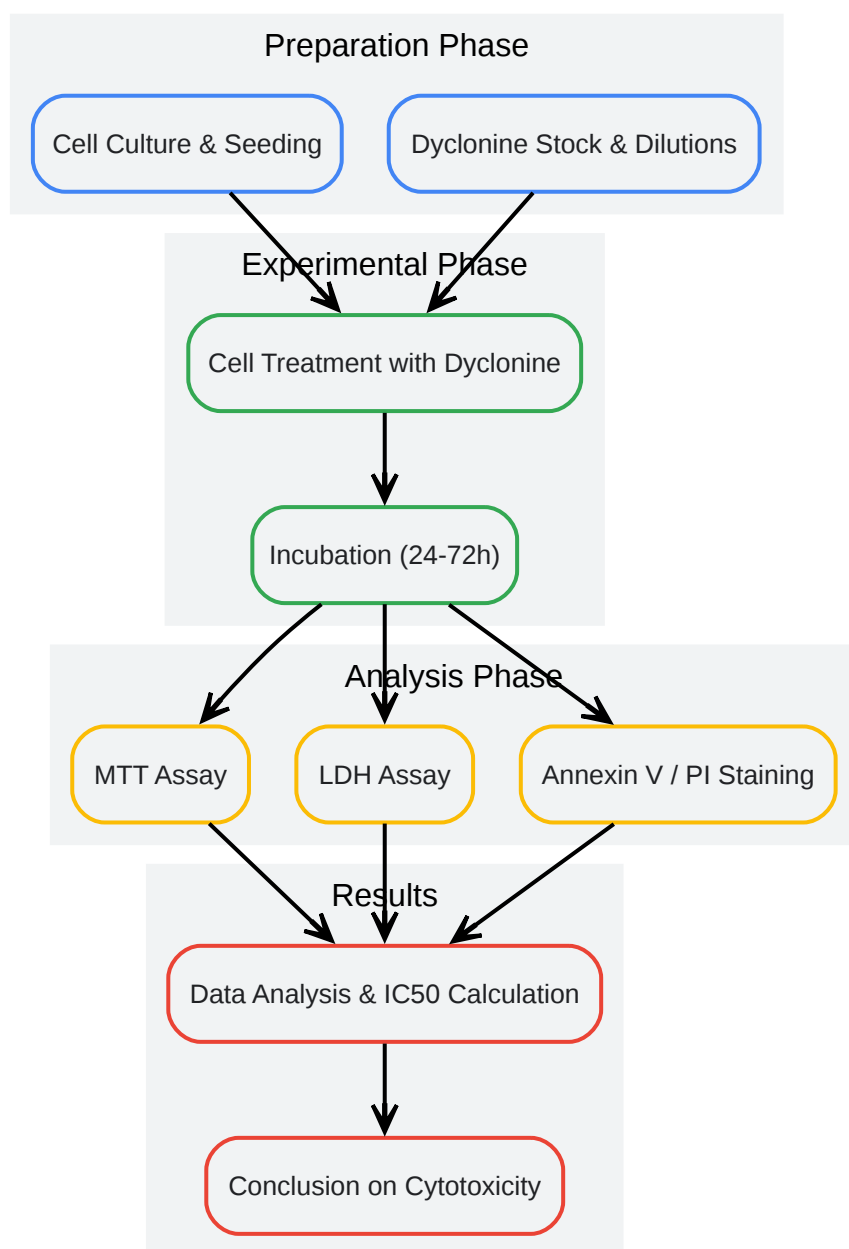 Preparation Phase
Cell Culture & Seeding
Dyclonine Stock & Dilutions
Experimental Phase
Cell Treatment with Dyclonine
Incubation (24-72h)
Analysis Phase
MTT Assay
LDH Assay
Annexin V / PI Staining
Results
Data Analysis & IC50 Calculation
Conclusion on Cytotoxicity